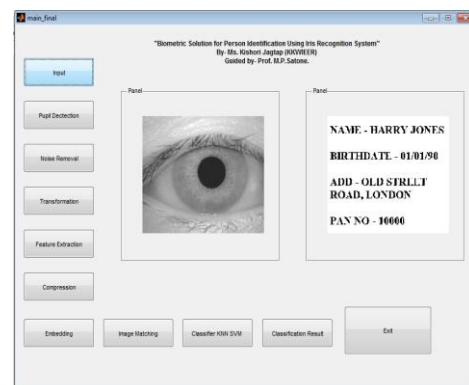 main_final
"Biometric Solution for Person Identification Using Iris Recognition System"
By- Ms. Kishori Jagtap (KKWIEER)
Guided by- Prof. M.P.Satone.
Input
Pupil Dectection
Noise Removal
Transformation
Feature Extraction
Compression
Panel
Panel
NAME - HARRY JONES
BIRTHDATE - 01/01/90
ADD - OLD STREET
ROAD, LONDON
PAN NO - 10000
Embedding
Image Matching
Classifier KNN SVM
Classification Result
Exit